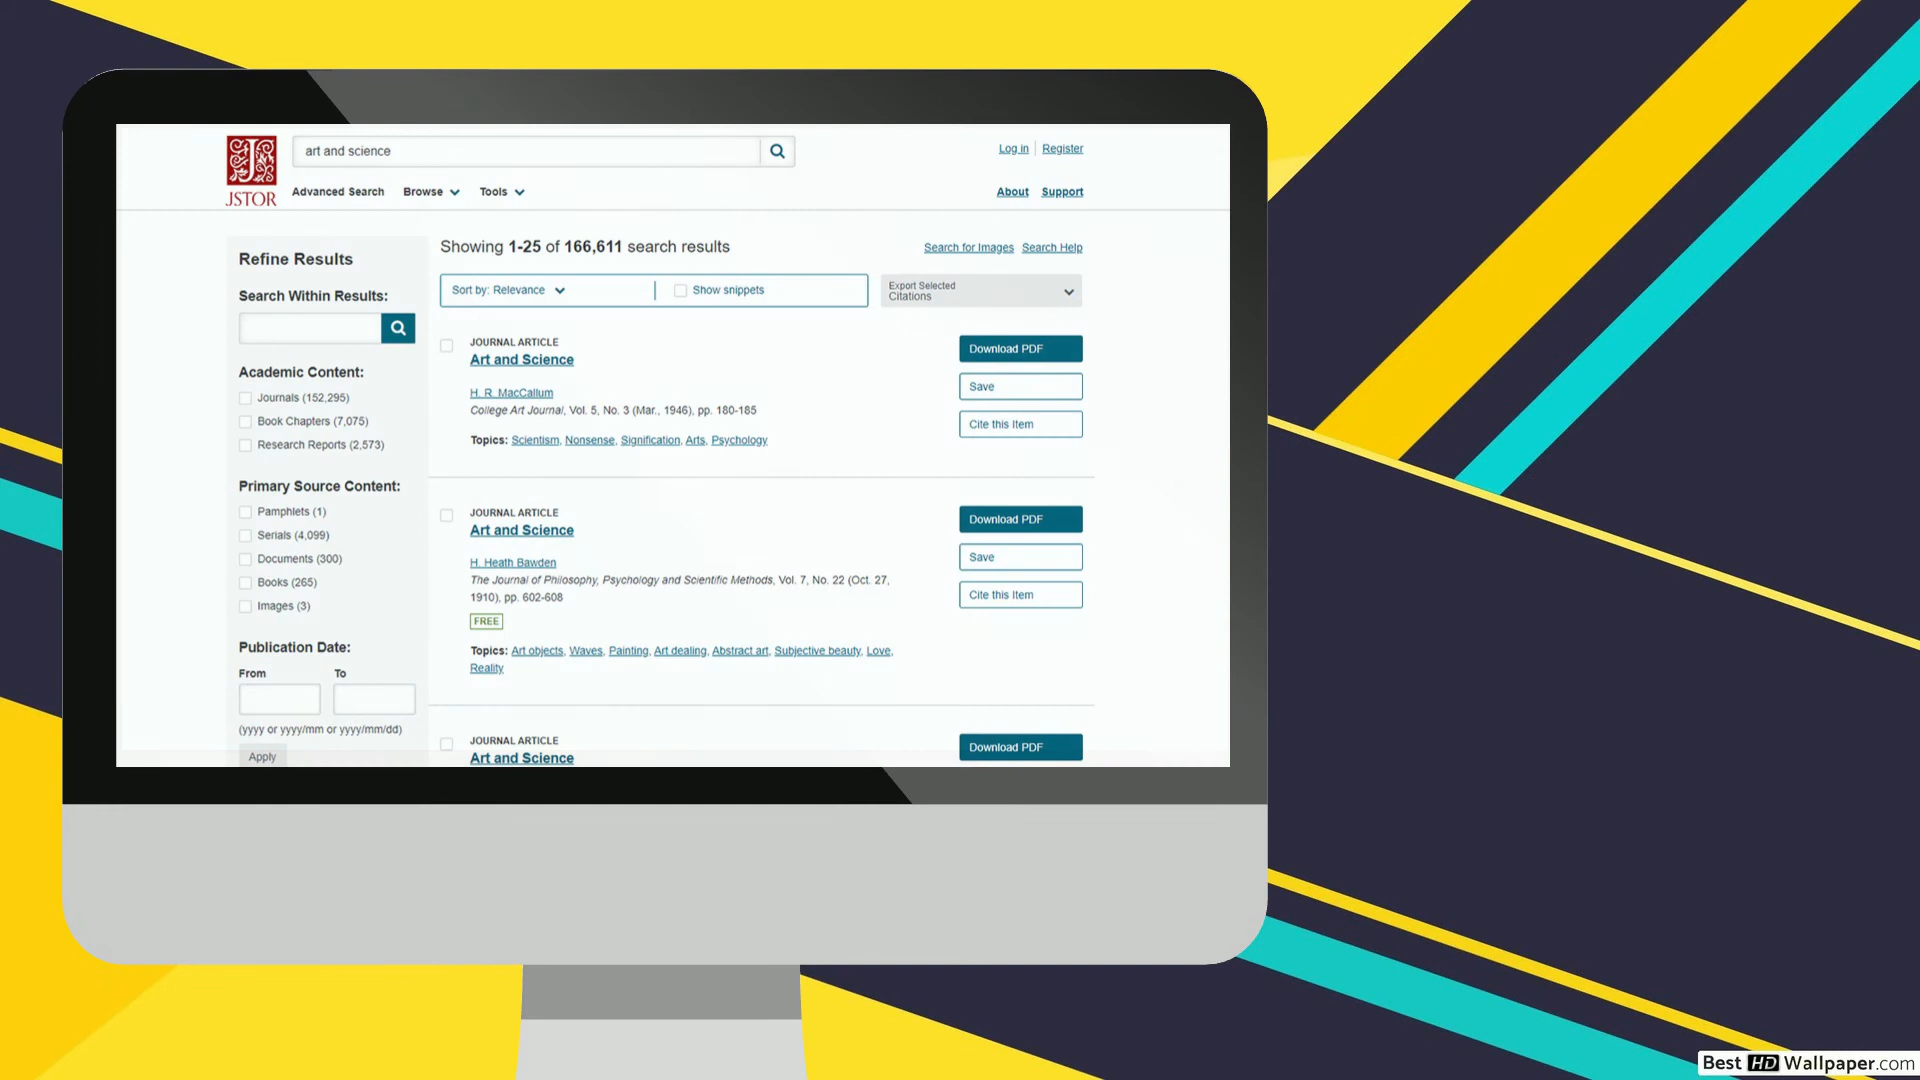 art and science
Log in
Register
JSTOR
Advanced Search
Browse
Tools
About
Support
Refine Results
Search Within Results:
Academic Content:
Journals (152,295)
Book Chapters (7,075)
Research Reports (2,573)
Primary Source Content:
Pamphlets (1)
Serials (4,099)
Documents (300)
Books (265)
Images (3)
Publication Date:
From To
(yyyy or yyyy/mm or yyyy/mm/dd)
Apply
Showing 1-25 of 166,611 search results
Search for Images Search Help
Sort by: Relevance
Show snippets
Export Selected
Citations
JOURNAL ARTICLE
Art and Science
H. R. MacCallum
College Art Journal, Vol. 5, No. 3 (Mar., 1946), pp. 180-185
Topics: Scientism, Nonsense, Signification, Arts, Psychology
Download PDF
Save
Cite this Item
JOURNAL ARTICLE
Art and Science
H. Heath Bawden
The Journal of Philosophy, Psychology and Scientific Methods, Vol. 7, No. 22 (Oct. 27,
1910), pp. 602-608
FREE
Topics: Art objects, Waves, Painting, Art dealing, Abstract art, Subjective beauty, Love,
Reality
Download PDF
Save
Cite this Item
JOURNAL ARTICLE
Art and Science
Download PDF
Best HD Wallpaper.com